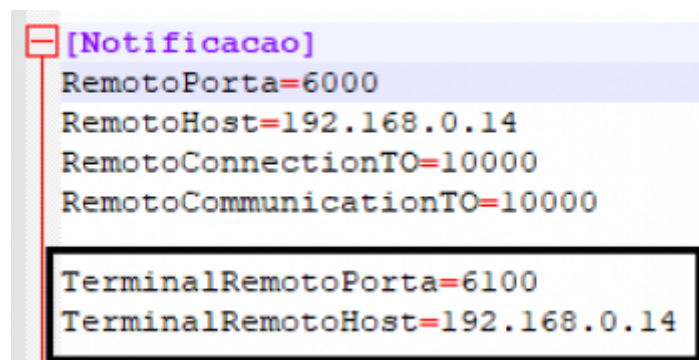 [Notificacao]
RemotoPorta=6000
RemotoHost=192.168.0.14
RemotoConnectionTO=10000
RemotoCommunicationTO=10000
TerminalRemotoPorta=6100
TerminalRemotoHost=192.168.0.14